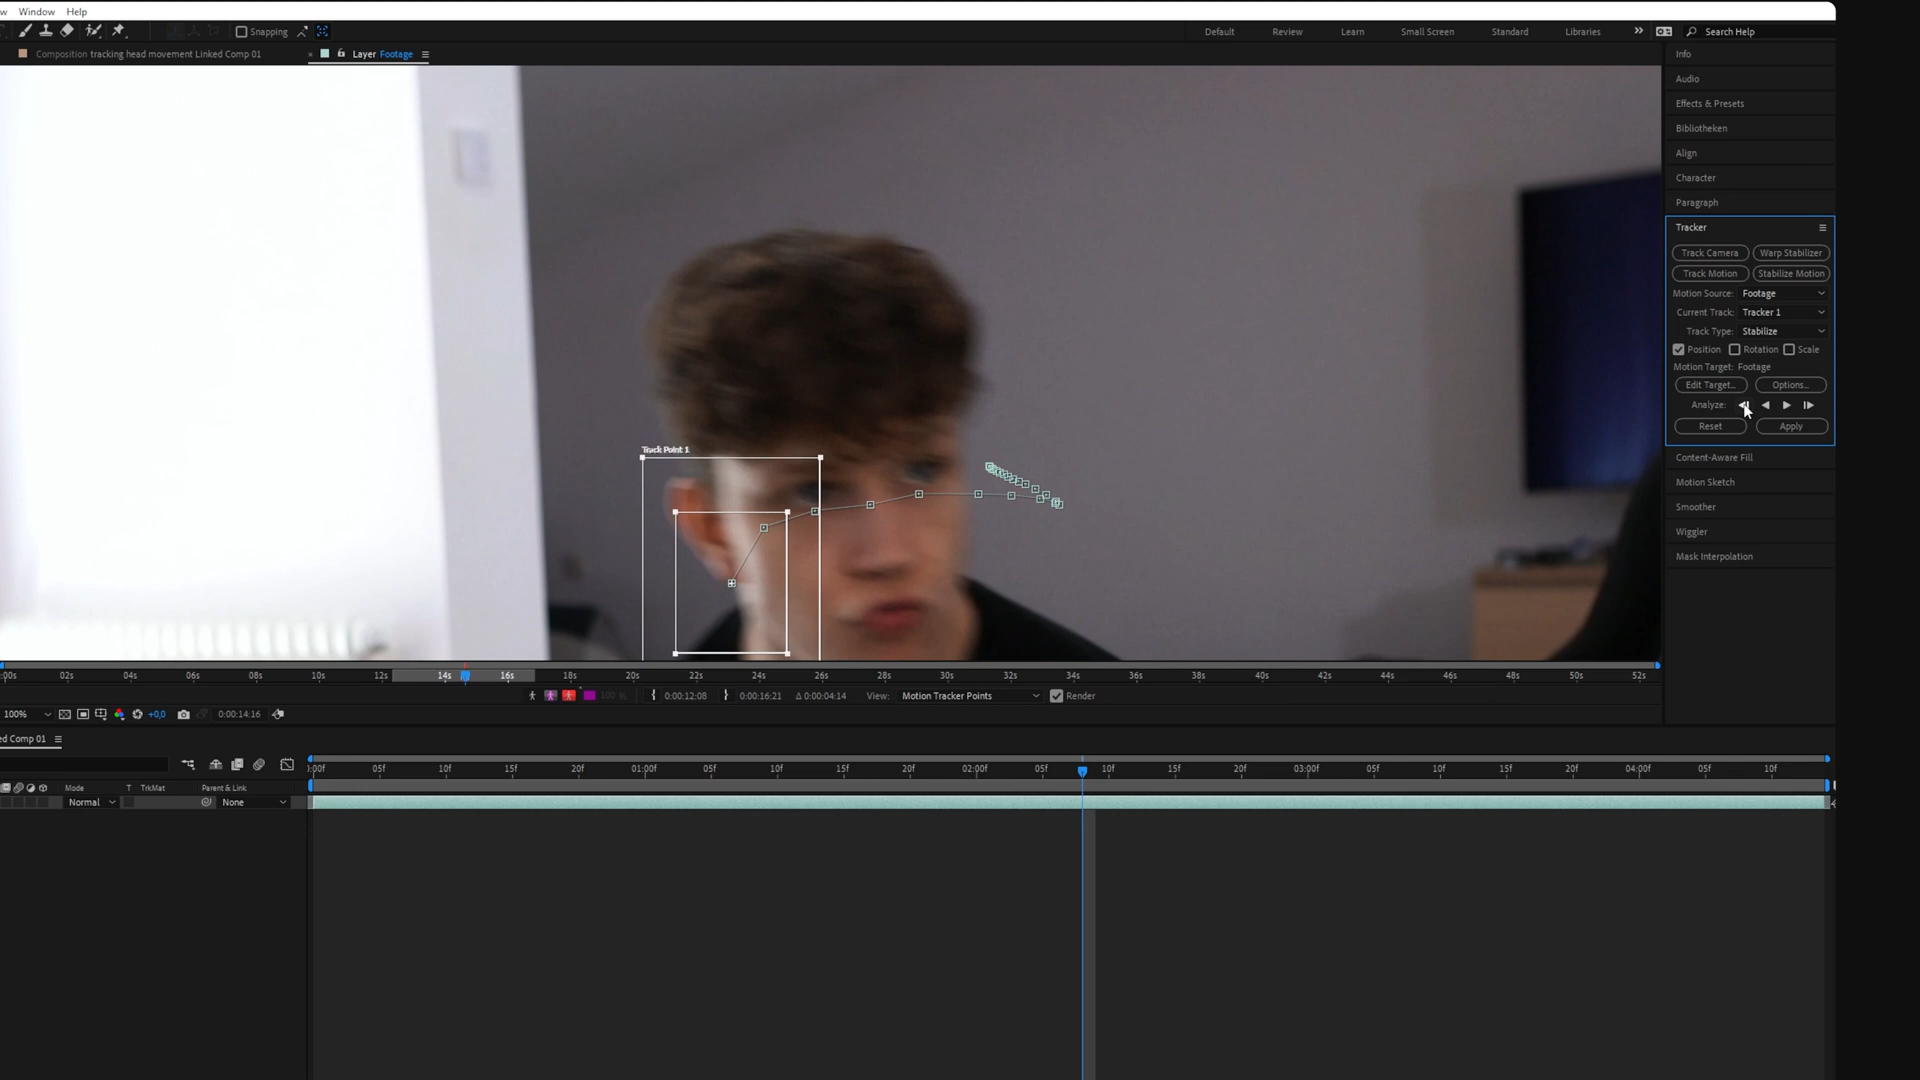 Window Help
Snapping
Default Review Learn Small Screen Standard Libraries Search Help
Composition tracking head movement Linked Comp 01
Layer Footage
Info
Audio
Effects & Presets
Bibliotheken
Align
Character
Paragraph
Tracker
Track Camera Warp Stabilizer
Track Motion Stabilize Motion
Motion Source: Footage
Current Track: Tracker 1
Track Type: Stabilize
Position Rotation Scale
Motion Target: Footage
Edit Target... Options...
Analyze:
Reset Apply
Content-Aware Fill
Motion Sketch
Smoother
Wiggler
Mask Interpolation
Track Point 1
:00s 02s 04s 06s 08s 10s 12s 14s 16s 18s 20s 22s 24s 26s 28s 30s 32s 34s 36s 38s 40s 42s 44s 46s 48s 50s 52s
100 % 0:00:12:08 0:00:16:21 Δ 0:00:04:14 View: Motion Tracker Points Render
100% +0,0 0:00:14:16
ed Comp 01
:00f 05f 10f 15f 20f 01:00f 05f 10f 15f 20f 02:00f 05f 10f 15f 20f 03:00f 05f 10f 15f 20f 04:00f 05f 10f
Mode T TrkMat Parent & Link
Normal None